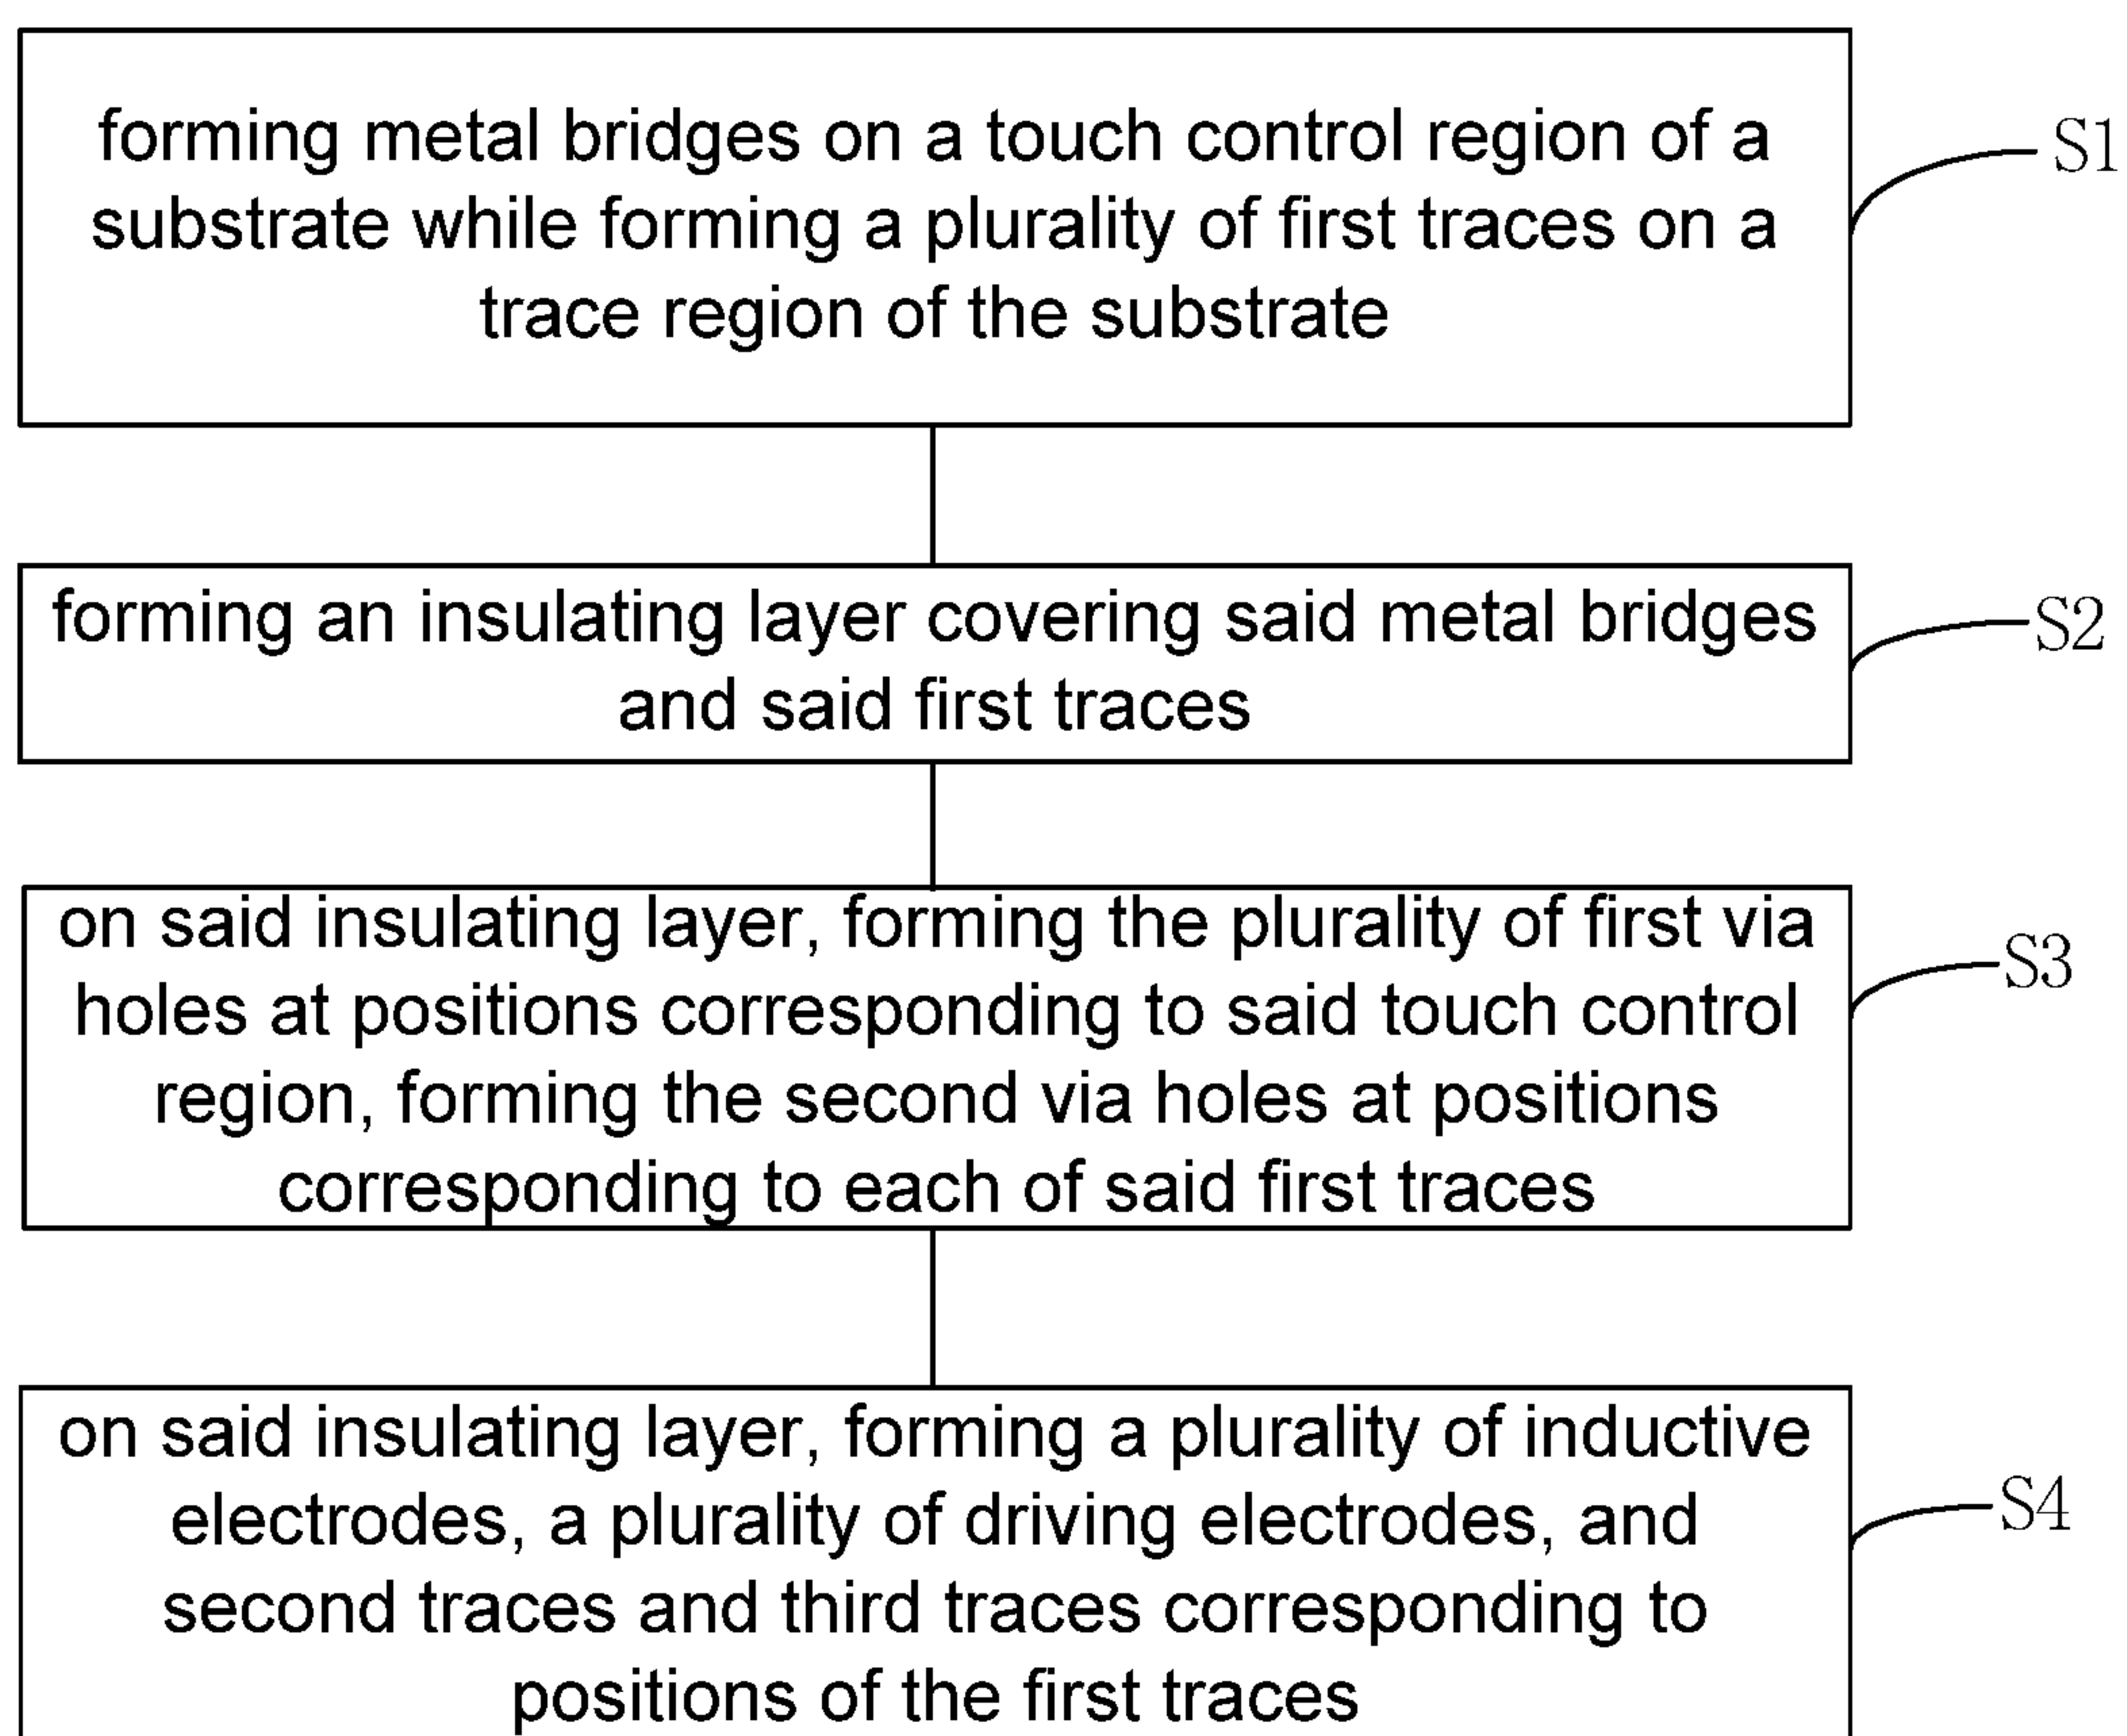 forming metal bridges on a touch control region of a
substrate while forming a plurality of first traces on a
trace region of the substrate
S1
forming an insulating layer covering said metal bridges
and said first traces
S2
on said insulating layer, forming the plurality of first via
holes at positions corresponding to said touch control
region, forming the second via holes at positions
corresponding to each of said first traces
S3
on said insulating layer, forming a plurality of inductive
electrodes, a plurality of driving electrodes, and
second traces and third traces corresponding to
positions of the first traces
S4